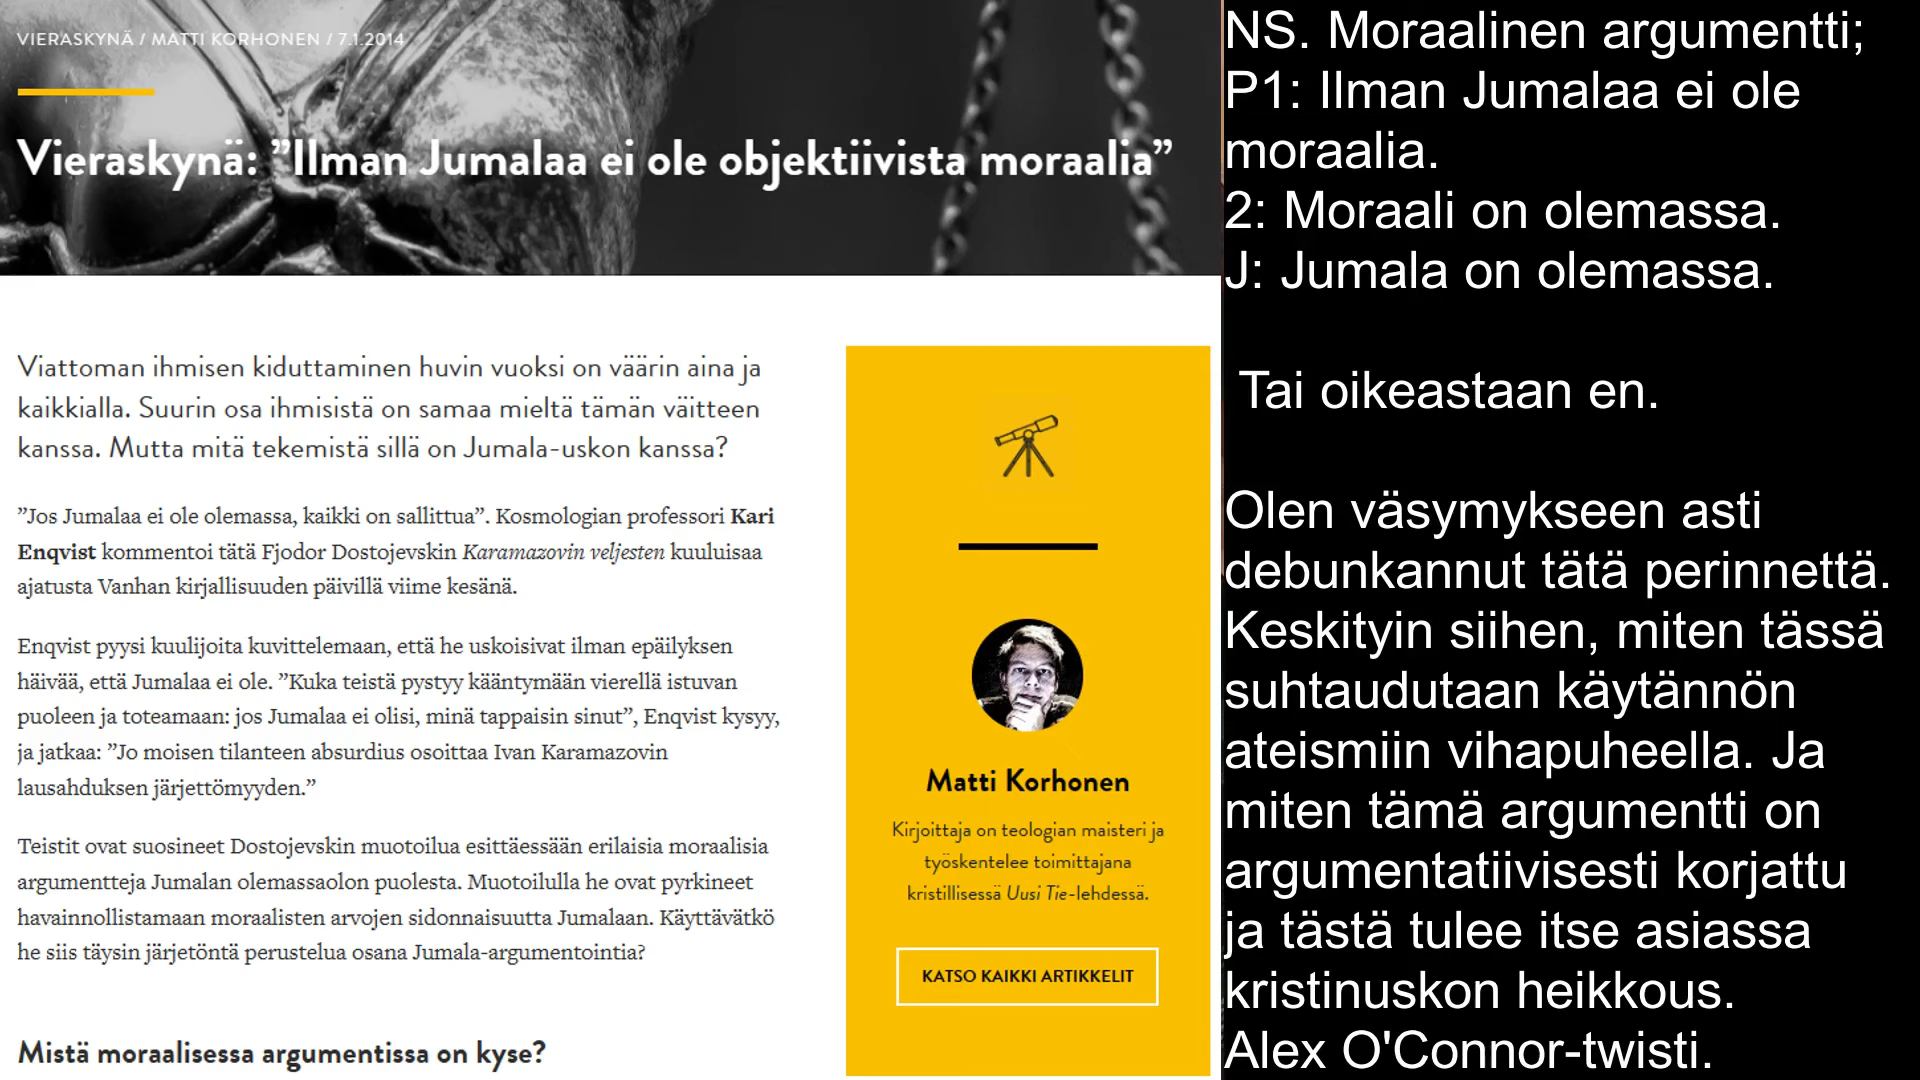 VIERASKYNÄ / MATTI KORHONEN / 7.1.2014
Vieraskynä: ”Ilman Jumalaa ei ole objektiivista moraalia”
Viattoman ihmisen kiduttaminen huvin vuoksi on väärin aina ja
kaikkialla. Suurin osa ihmisistä on samaa mieltä tämän väitteen
kanssa. Mutta mitä tekemistä sillä on Jumala-uskon kanssa?
”Jos Jumalaa ei ole olemassa, kaikki on sallittua”. Kosmologian professori Kari
Enqvist kommentoi tätä Fjodor Dostojevskin Karamazovin veljesten kuuluisaa
ajatusta Vanhan kirjallisuuden päivillä viime kesänä.
Enqvist pyysi kuulijoita kuvittelemaan, että he uskoisivat ilman epäilyksen
häivää, että Jumalaa ei ole. ”Kuka teistä pystyy kääntymään vierellä istuvan
puoleen ja toteamaan: jos Jumalaa ei olisi, minä tappaisin sinut”, Enqvist kysyy,
ja jatkaa: ”Jo moisen tilanteen absurdius osoittaa Ivan Karamazovin
lausahduksen järjettömyyden.”
Teistit ovat suosineet Dostojevskin muotoilua esittäessään erilaisia moraalisia
argumentteja Jumalan olemassaolon puolesta. Muotoilulla he ovat pyrkineet
havainnollistamaan moraalisten arvojen sidonnaisuutta Jumalaan. Käyttävätkö
he siis täysin järjetöntä perustelua osana Jumala-argumentointia?
Mistä moraalisessa argumentissa on kyse?
Matti Korhonen
Kirjoittaja on teologian maisteri ja
työskentelee toimittajana
kristillisessä Uusi Tie-lehdessä.
KATSO KAIKKI ARTIKKELIT
NS. Moraalinen argumentti;
P1: Ilman Jumalaa ei ole
moraalia.
2: Moraali on olemassa.
J: Jumala on olemassa.
Tai oikeastaan en.
Olen väsymykseen asti
debunkannut tätä perinnettä.
Keskityin siihen, miten tässä
suhtaudutaan käytännön
ateismiin vihapuheella. Ja
miten tämä argumentti on
argumentatiivisesti korjattu
ja tästä tulee itse asiassa
kristinuskon heikkous.
Alex O'Connor-twisti.